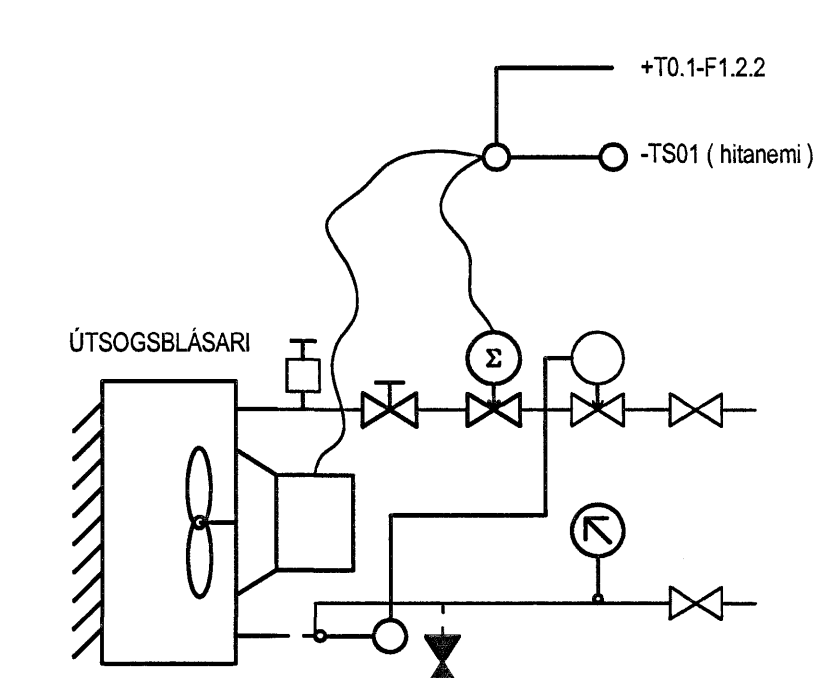 +T0.1-F1.2.2
-TS01 ( hitanemi )
ÚTSOGSBLÁSARI
Σ